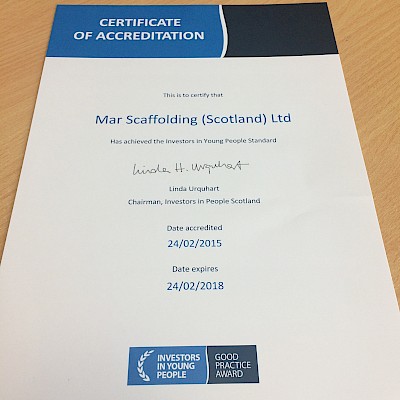 CERTIFICATE
OF ACCREDITATION
This is to certify that
Mar Scaffolding (Scotland) Ltd
Has achieved the Investors in Young People Standard
Linda H. Urquhart
Linda Urquhart
Chairman, Investors in People Scotland
Date accredited
24/02/2015
Date expires
24/02/2018
INVESTORS
IN YOUNG
PEOPLE
GOOD
PRACTICE
AWARD